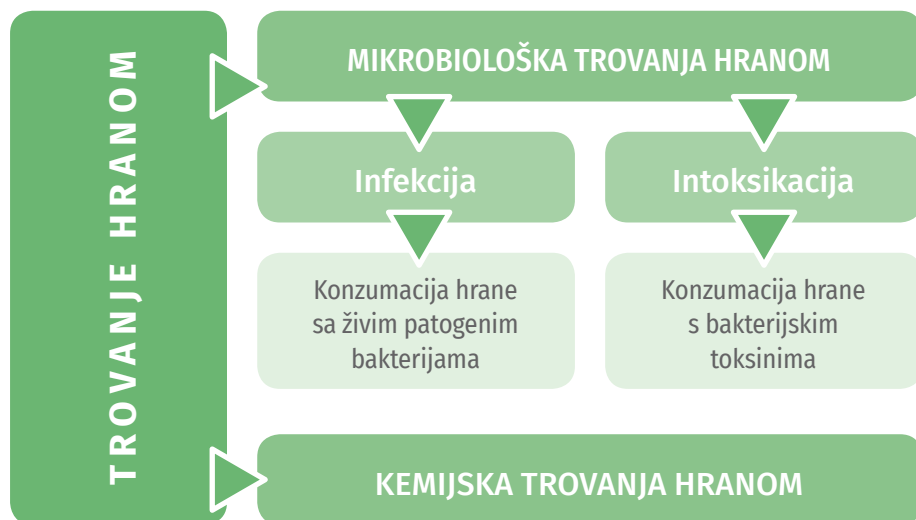 TROVANJE HRANOM
MIKROBIOLOŠKA TROVANJA HRANOM
Infekcija
Intoksikacija
Konzumacija hrane
sa živim patogenim
bakterijama
Konzumacija hrane
s bakterijskim
toksinima
KEMIJSKA TROVANJA HRANOM